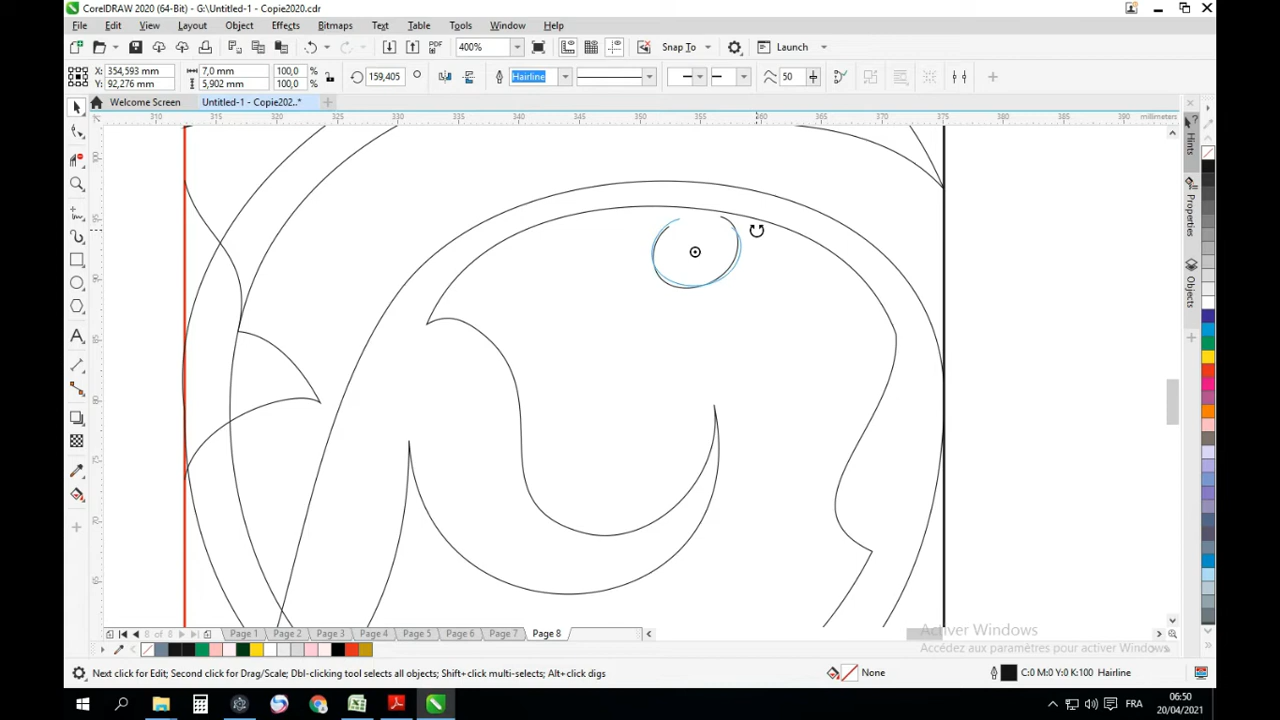 CorelDRAW 2020 (64-Bit) - G:\Untitled-1 - Copie2020.cdr
File Edit View Layout Object Effects Bitmaps Text Table Tools Window Help
400% Snap To Launch
X: 354,593 mm 7,0 mm 100,0 % 159,405 ° Hairline 50
Y: 92,276 mm 5,902 mm 100,0 %
Welcome Screen Untitled-1 - Copie202..*
310 315 320 325 330 335 340 345 350 355 360 365 370 375 380 385 390 millimeters
Hints
Properties
Objects
8 of 8 Page 1 Page 2 Page 3 Page 4 Page 5 Page 6 Page 7 Page 8
Activer Windows
Accédez aux paramètres pour activer Windows.
Next click for Edit; Second click for Drag/Scale; Dbl-clicking tool selects all objects; Shift+click multi-selects; Alt+click digs None C:0 M:0 Y:0 K:100 Hairline
FR 06:50
20/04/2021